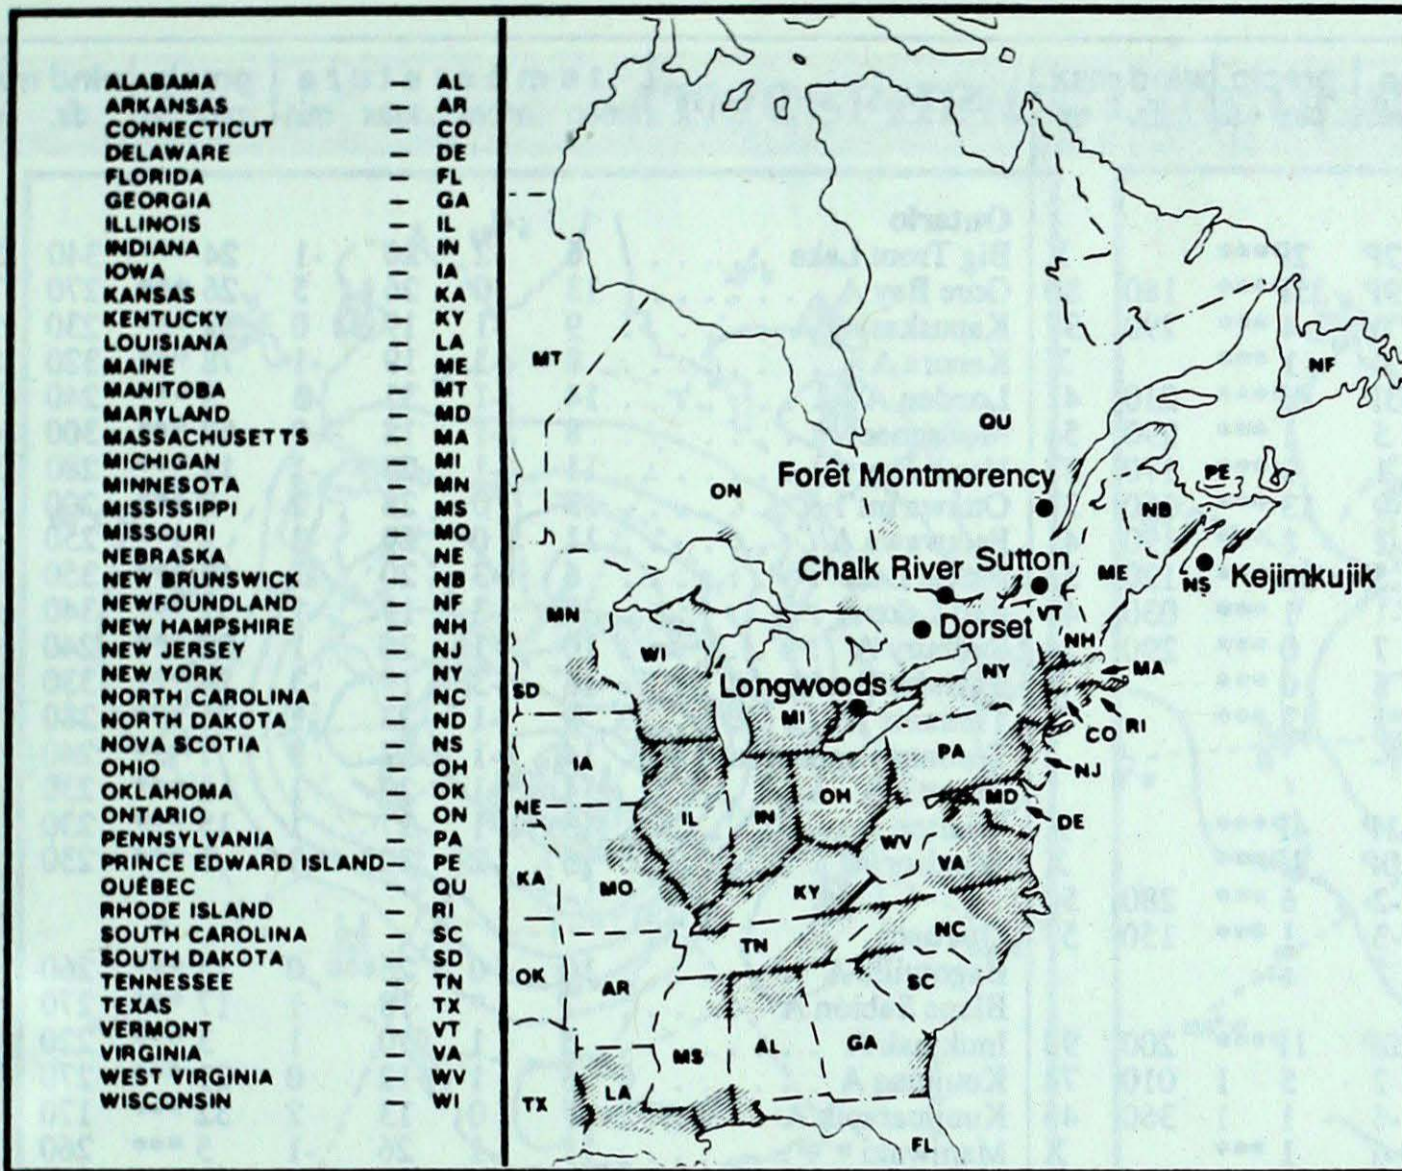 ALABAMA — AL
ARKANSAS — AR
CONNECTICUT — CO
DELAWARE — DE
FLORIDA — FL
GEORGIA — GA
ILLINOIS — IL
INDIANA — IN
IOWA — IA
KANSAS — KA
KENTUCKY — KY
LOUISIANA — LA
MAINE — ME
MANITOBA — MT
MARYLAND — MD
MASSACHUSETTS — MA
MICHIGAN — MI
MINNESOTA — MN
MISSISSIPPI — MS
MISSOURI — MO
NEBRASKA — NE
NEW BRUNSWICK — NB
NEWFOUNDLAND — NF
NEW HAMPSHIRE — NH
NEW JERSEY — NJ
NEW YORK — NY
NORTH CAROLINA — NC
NORTH DAKOTA — ND
NOVA SCOTIA — NS
OHIO — OH
OKLAHOMA — OK
ONTARIO — ON
PENNSYLVANIA — PA
PRINCE EDWARD ISLAND — PE
QUÉBEC — QU
RHODE ISLAND — RI
SOUTH CAROLINA — SC
SOUTH DAKOTA — SD
TENNESSEE — TN
TEXAS — TX
VERMONT — VT
VIRGINIA — VA
WEST VIRGINIA — WV
WISCONSIN — WI
MT
NF
QU
Forêt Montmorency
PE
ON
NB
Chalk River
Sutton
ME
NS
Kejimkujik
MN
VT
Dorset
NH
WI
NY
MA
SD
Longwoods
MI
CO
RI
IA
PA
NJ
NE
IL
IN
OH
MD
DE
WV
VA
KA
MO
KY
TN
NC
OK
AR
SC
MS
AL
GA
LA
TX
FL